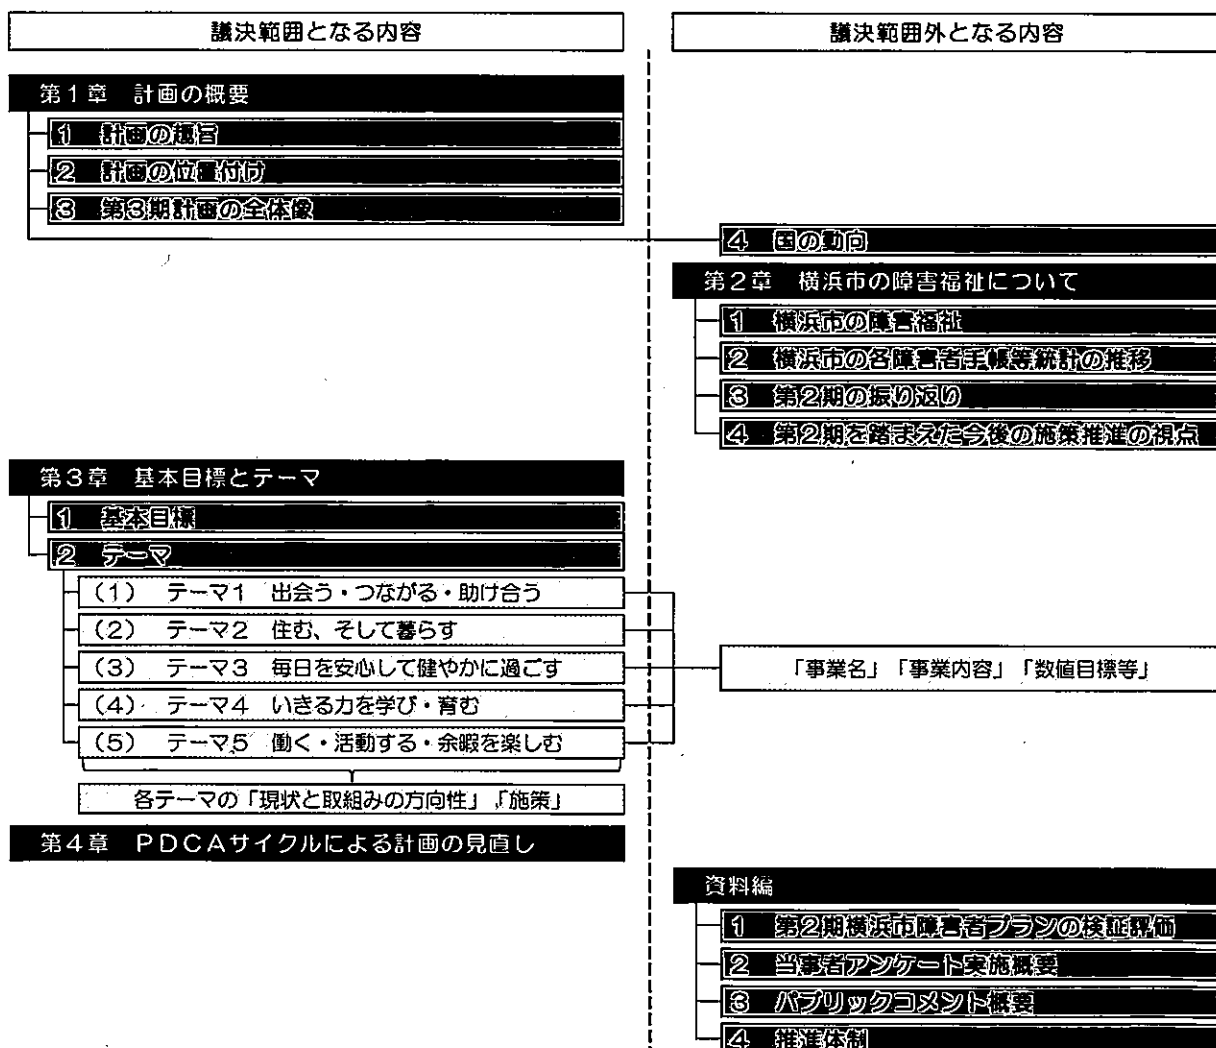 議決範囲となる内容
議決範囲外となる内容
第1章 計画の概要
1 計画の趣旨
2 計画の位置付け
3 第3期計画の全体像
4 国の動向
第2章 横浜市の障害福祉について
1 横浜市の障害福祉
2 横浜市の各障害者手帳等統計の推移
3 第2期の振り返り
4 第2期を踏まえた今後の施策推進の視点
第3章 基本目標とテーマ
1 基本目標
2 テーマ
(1) テーマ1 出会う・つながる・助け合う
(2) テーマ2 住む、そして暮らす
(3) テーマ3 毎日を安心して健やかに過ごす
(4) テーマ4 いきる力を学び・育む
(5) テーマ5 働く・活動する・余暇を楽しむ
「事業名」「事業内容」「数値目標等」
各テーマの「現状と取組みの方向性」「施策」
第4章 PDCAサイクルによる計画の見直し
資料編
1 第2期横浜市障害者プランの検証評価
2 当事者アンケート実施概要
3 パブリックコメント概要
4 推進体制